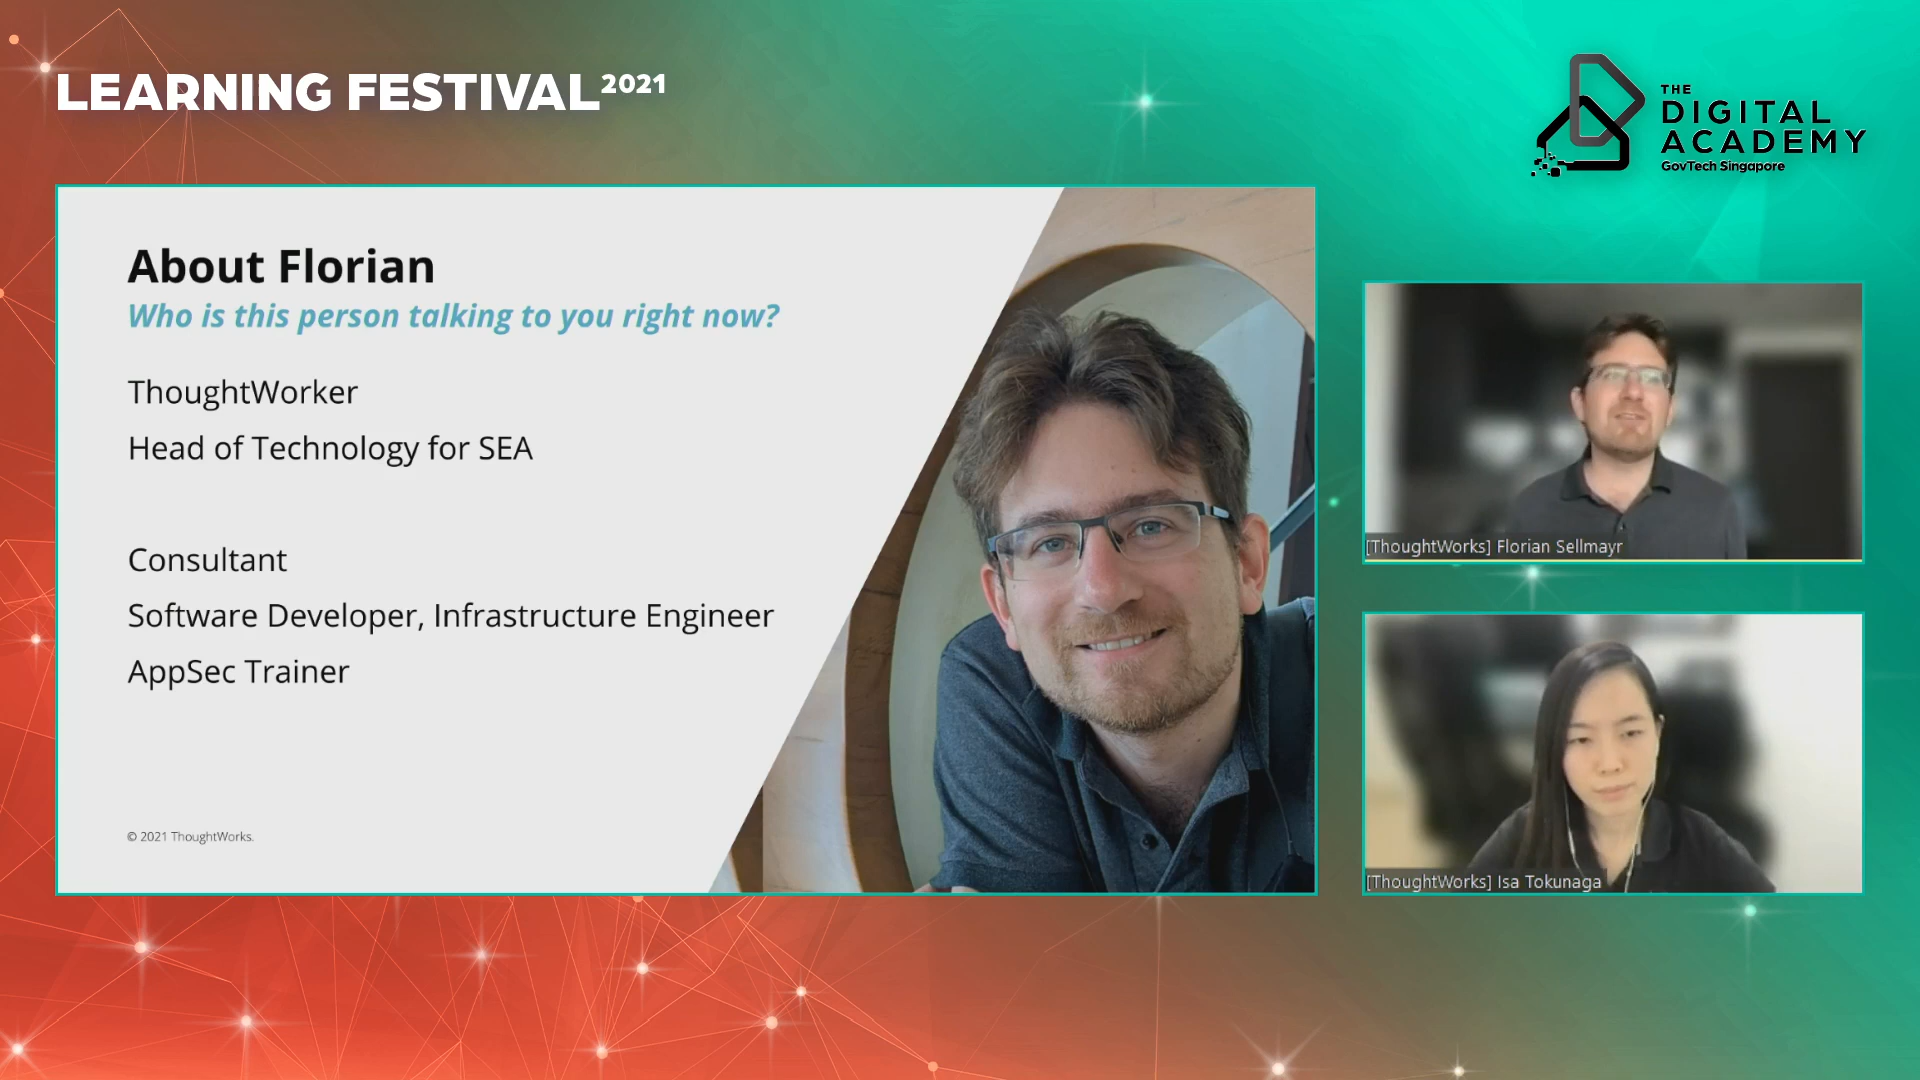 LEARNING FESTIVAL 2021
THE
DIGITAL
ACADEMY
GovTech Singapore
About Florian
Who is this person talking to you right now?
ThoughtWorker
Head of Technology for SEA
Consultant
Software Developer, Infrastructure Engineer
AppSec Trainer
© 2021 ThoughtWorks.
[ThoughtWorks] Florian Sellmayr
[ThoughtWorks] Isa Tokunaga